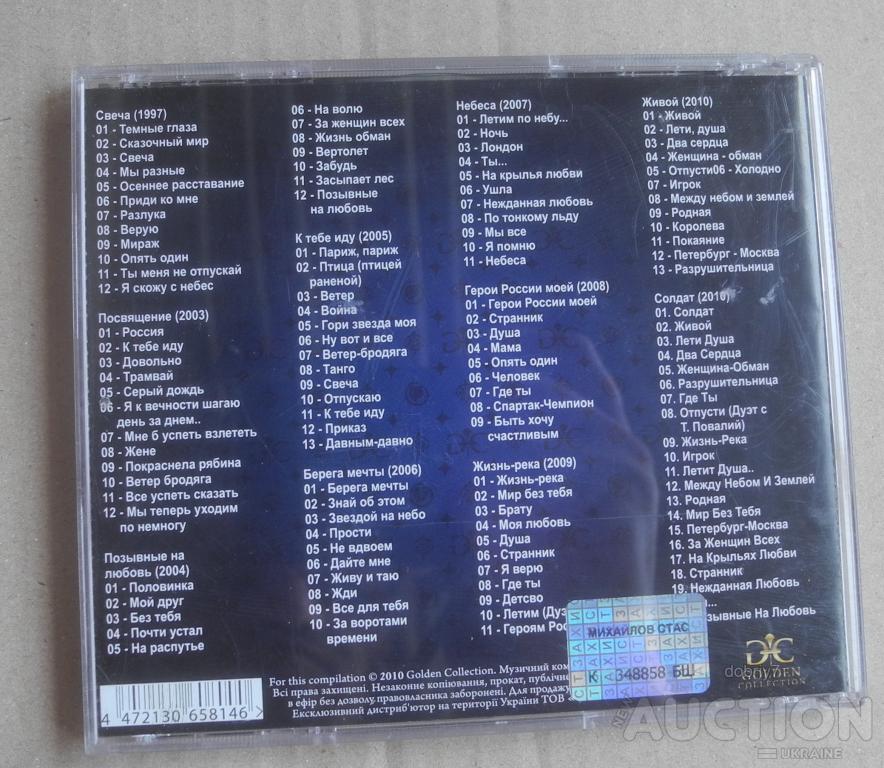 Свеча (1997)
01 - Темные глаза
02 - Сказочный мир
03 - Свеча
04 - Мы разные
05 - Осеннее расставание
06 - Приди ко мне
07 - Разлука
08 - Верую
09 - Мираж
10 - Опять один
11 - Ты меня не отпускай
12 - Я скожу с небес
Посвящение (2003)
01 - Россия
02 - К тебе иду
03 - Довольно
04 - Трамвай
05 - Серый дождь
06 - Я к вечности шагаю
день за днем..
07 - Мне б успеть взлететь
08 - Жене
09 - Покраснела рябина
10 - Ветер бродяга
11 - Все успеть сказать
12 - Мы теперь уходим
по немногу
Позывные на
любовь (2004)
01 - Половинка
02 - Мой друг
03 - Без тебя
04 - Почти устал
05 - На распутье
06 - На волю
07 - За женщин всех
08 - Жизнь обман
09 - Вертолет
10 - Забудь
11 - Засыпает лес
12 - Позывные
на любовь
К тебе иду (2005)
01 - Париж, париж
02 - Птица (птицей
раненой)
03 - Ветер
04 - Война
05 - Гори звезда моя
06 - Ну вот и все
07 - Ветер-бродяга
08 - Танго
09 - Свеча
10 - Отпускаю
11 - К тебе иду
12 - Приказ
13 - Давным-давно
Берега мечты (2006)
01 - Берега мечты
02 - Знай об этом
03 - Звездой на небо
04 - Прости
05 - Не вдвоем
06 - Дайте мне
07 - Живу и таю
08 - Жди
09 - Все для тебя
10 - За воротами
времени
Небеса (2007)
01 - Летим по небу...
02 - Ночь
03 - Лондон
04 - Ты...
05 - На крылья любви
06 - Ушла
07 - Нежданная любовь
08 - По тонкому льду
09 - Мы все
10 - Я помню
11 - Небеса
Герои России моей (2008)
01 - Герои России моей
02 - Странник
03 - Душа
04 - Мама
05 - Опять один
06 - Человек
07 - Где ты
08 - Спартак-Чемпион
09 - Быть хочу
счастливым
Жизнь-река (2009)
01 - Жизнь-река
02 - Мир без тебя
03 - Брату
04 - Моя любовь
05 - Душа
06 - Странник
07 - Я верю
08 - Где ты
09 - Детсво
10 - Летим (Дуэ
11 - Героям Рос
Живой (2010)
01 - Живой
02 - Лети, душа
03 - Два сердца
04 - Женщина - обман
05 - Отпусти06 - Холодно
07 - Игрок
08 - Между небом и землей
09 - Родная
10 - Королева
11 - Покаяние
12 - Петербург - Москва
13 - Разрушительница
Солдат (2010)
01. Солдат
02. Живой
03. Лети Душа
04. Два Сердца
05. Женщина-Обман
06. Разрушительница
07. Где Ты
08. Отпусти (Дуэт с
Т. Повалий)
09. Жизнь-Река
10. Игрок
11. Летит Душа..
12. Между Небом И Землей
13. Родная
14. Мир Без Тебя
15. Петербург-Москва
16. За Женщин Всех
17. На Крыльях Любви
18. Странник
19. Нежданная Любовь
...
озывные На Любовь
МИХАЙЛОВ СТАС
К 348858 БЩ
GOLDEN
COLLECTION
For this compilation © 2010 Golden Collection. Музичний ком
Всі права захищені. Незаконне копіювання, прокат, публічн
в ефір без дозволу правовласника заборонені. Для продажу
Ексклюзивний дистриб'ютор на території України ТОВ
4 472130 658146 >
NEW
AUCTION
UKRAINE